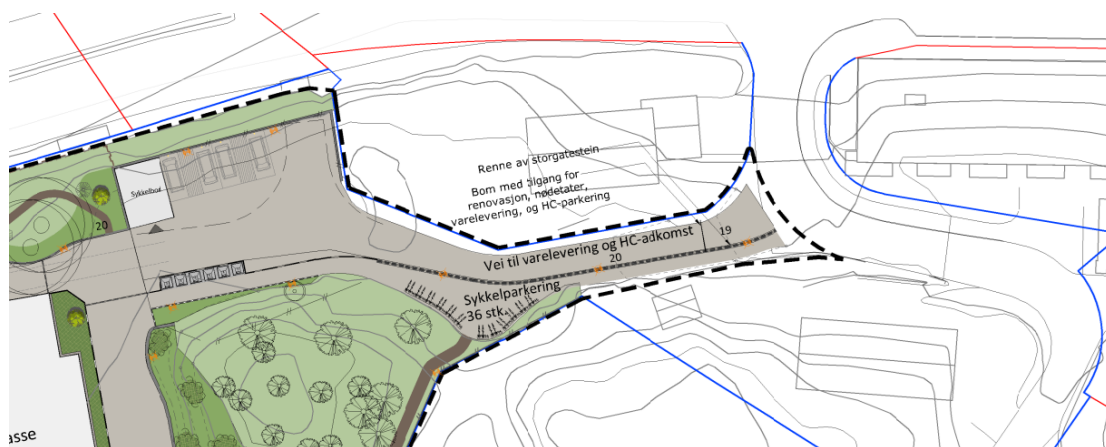 Renne av storgatestein
Bom med tilgang for
renovasjon, nødetater,
varelevering, og HC-parkering
Sykkelbod
20
19
Vei til varelevering og HC-adkomst
20
Sykkelparkering
36 stk.
asse